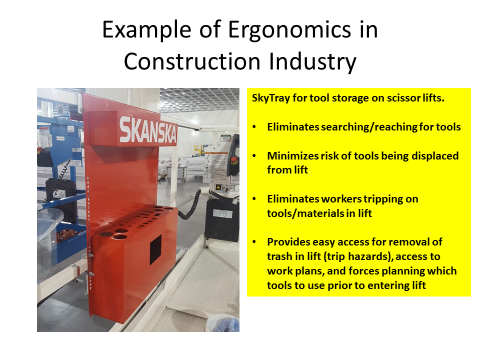 Example of Ergonomics in
Construction Industry
SKANSKA
SkyTray for tool storage on scissor lifts.
• Eliminates searching/reaching for tools
• Minimizes risk of tools being displaced
from lift
• Eliminates workers tripping on
tools/materials in lift
• Provides easy access for removal of
trash in lift (trip hazards), access to
work plans, and forces planning which
tools to use prior to entering lift